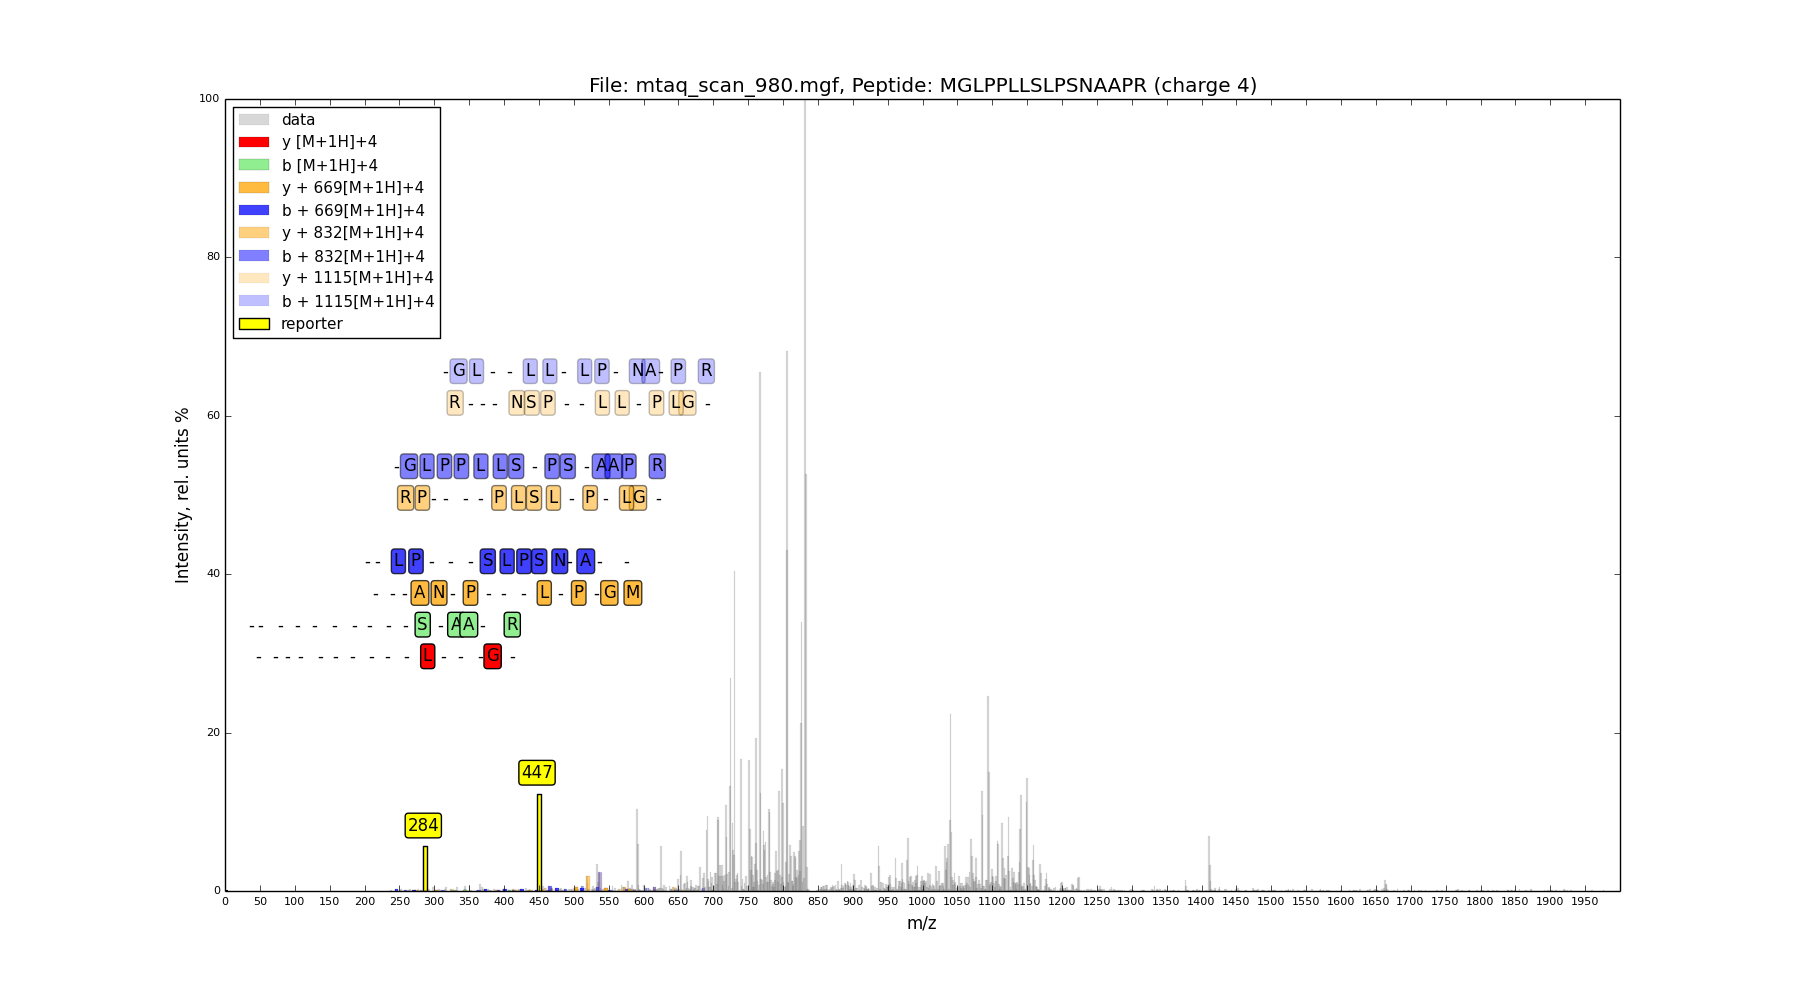 File: mtaq_scan_980.mgf, Peptide: MGLPPLLSLPSNAAPR (charge 4)
100
80
60
40
20
0
Intensity, rel. units %
data
y [M+1H]+4
b [M+1H]+4
y + 669[M+1H]+4
b + 669[M+1H]+4
y + 832[M+1H]+4
b + 832[M+1H]+4
y + 1115[M+1H]+4
b + 1115[M+1H]+4
reporter
- G L - - L L - L P - N A - P R
R - - - N S P - - L L - P L G -
- G L P P L L S - P S - A A P R
R P - - - - P L S L - P - L G -
- - L P - - - S L P S N - A - -
- - - A N - P - - - L - P - G M
- - - - - - - - - - S - A A - R
- - - - - - - - - L - - - G -
447
284
0 50 100 150 200 250 300 350 400 450 500 550 600 650 700 750 800 850 900 950 1000 1050 1100 1150 1200 1250 1300 1350 1400 1450 1500 1550 1600 1650 1700 1750 1800 1850 1900 1950
m/z